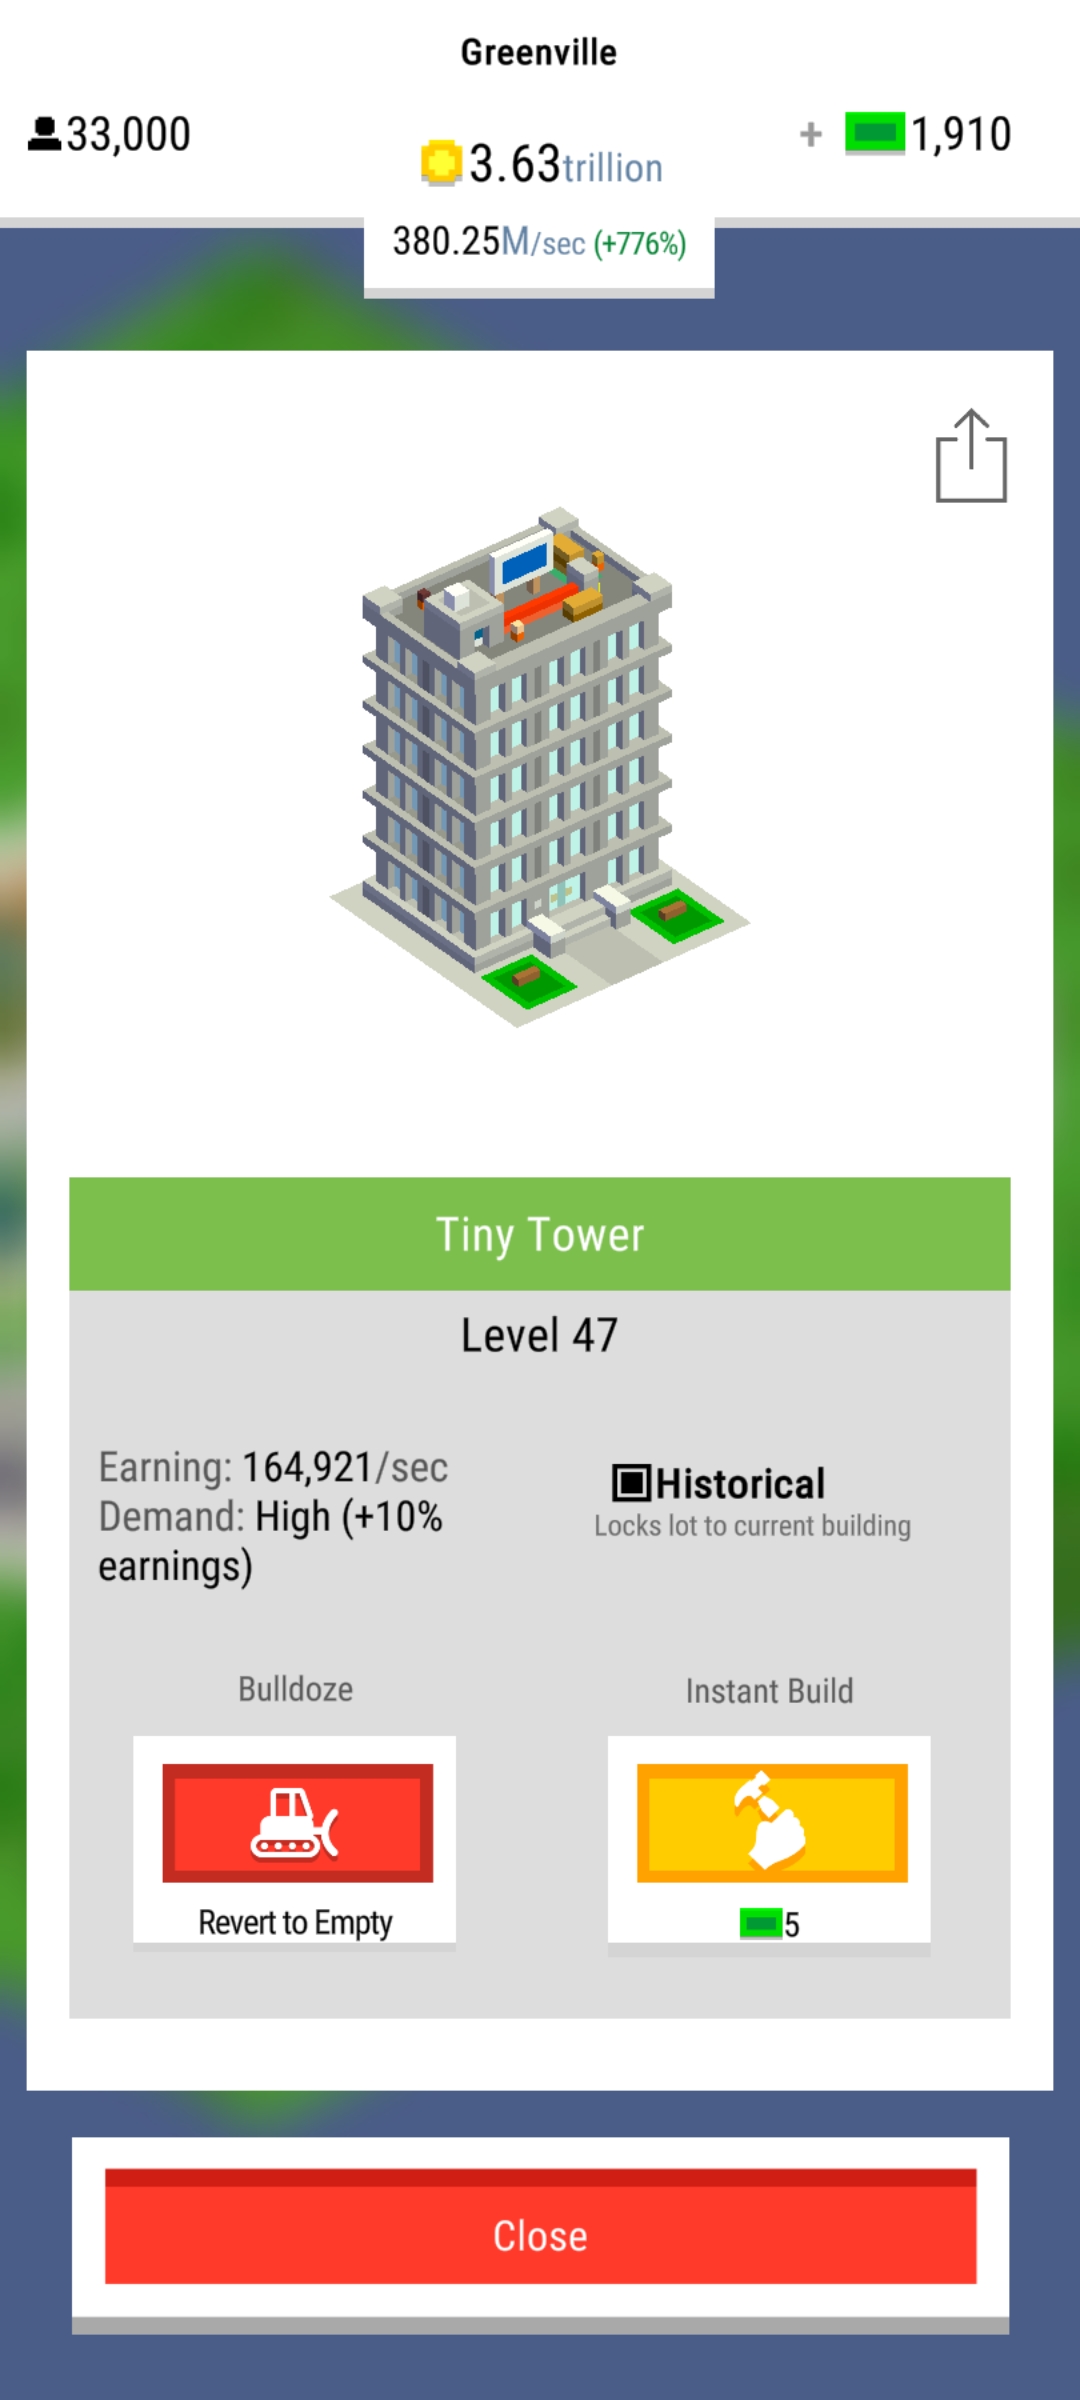 Greenville
33,000
3.63trillion
+ 1,910
380.25M/sec (+776%)
Tiny Tower
Level 47
Earning: 164,921/sec
Demand: High (+10%
earnings)
Historical
Locks lot to current building
Bulldoze
Instant Build
Revert to Empty
5
Close